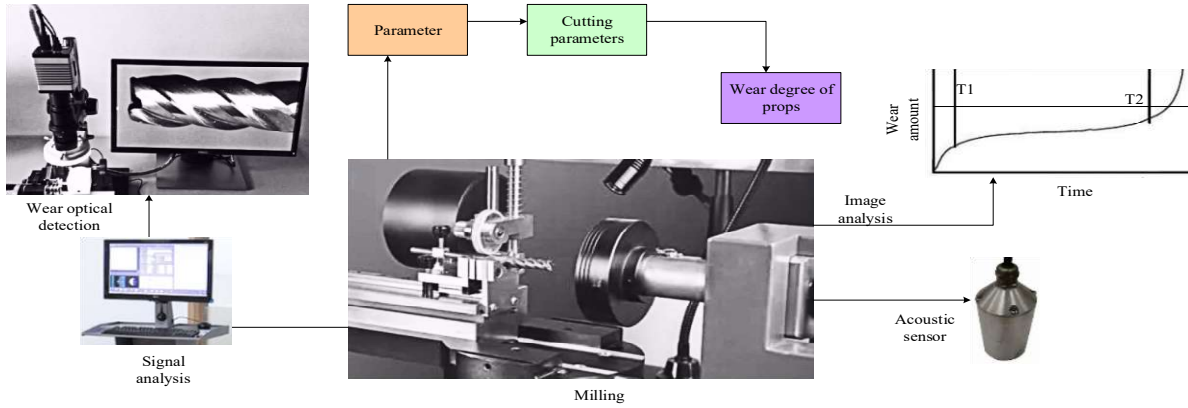 Parameter
Cutting
parameters
Wear degree of
props
T1
T2
Wear
amount
Time
Wear optical
detection
Image
analysis
Signal
analysis
Acoustic
sensor
Milling